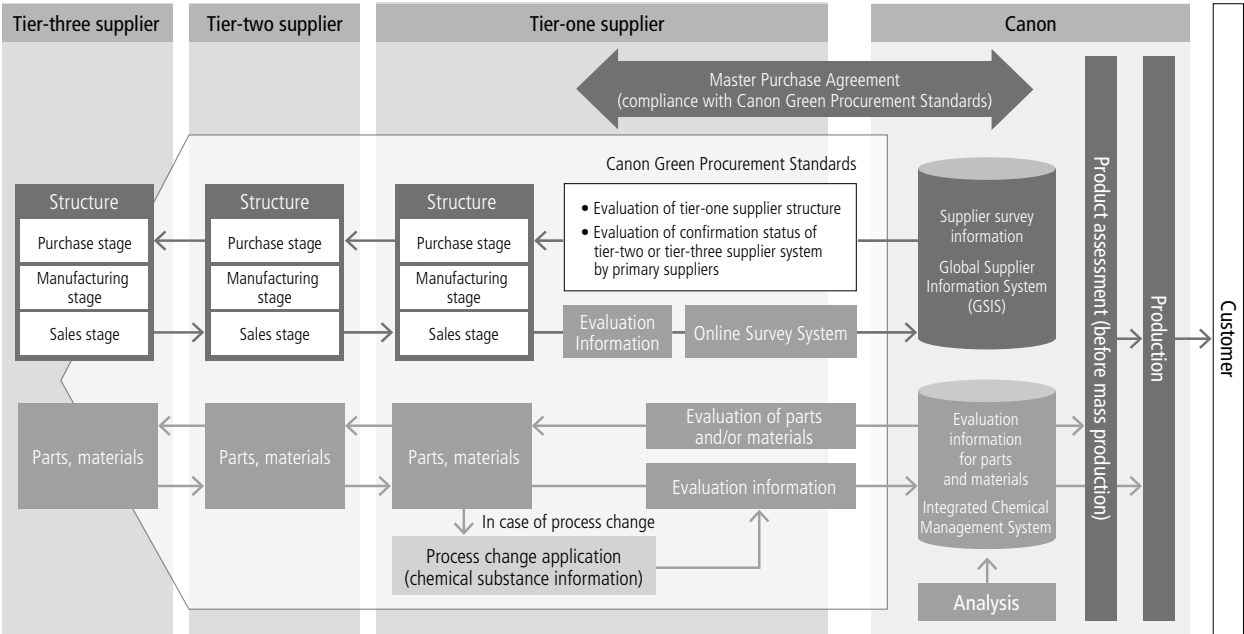 Tier-three supplier
Tier-two supplier
Tier-one supplier
Canon
Master Purchase Agreement
(compliance with Canon Green Procurement Standards)
Canon Green Procurement Standards
Structure
Purchase stage
Manufacturing
stage
Sales stage
Structure
Purchase stage
Manufacturing
stage
Sales stage
Structure
Purchase stage
Manufacturing
stage
Sales stage
• Evaluation of tier-one supplier structure
• Evaluation of confirmation status of
tier-two or tier-three supplier system
by primary suppliers
Evaluation
Information
Online Survey System
Supplier survey
information
Global Supplier
Information System
(GSIS)
Parts, materials
Parts, materials
Parts, materials
Evaluation of parts
and/or materials
Evaluation information
In case of process change
Process change application
(chemical substance information)
Evaluation
information
for parts
and materials
Integrated Chemical
Management System
Analysis
Product assessment (before mass production)
Production
Customer